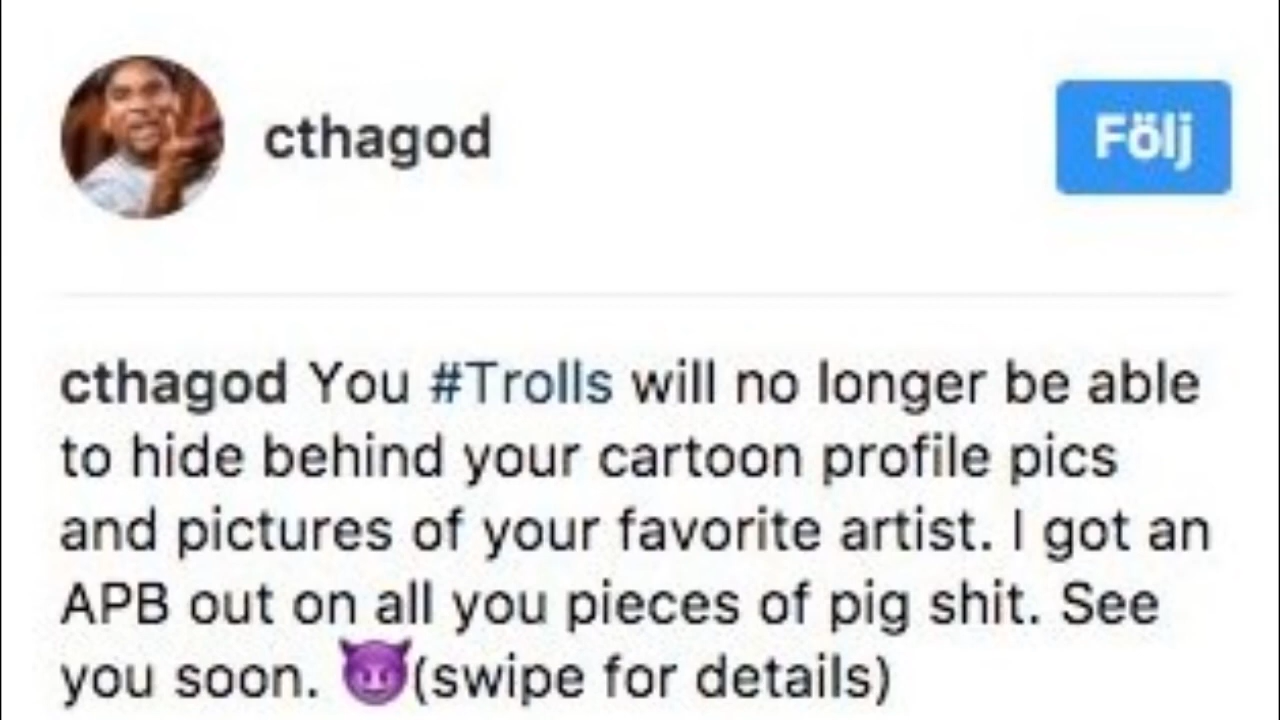 cthagod
Följ
cthagod You #Trolls will no longer be able
to hide behind your cartoon profile pics
and pictures of your favorite artist. I got an
APB out on all you pieces of pig shit. See
you soon. 😈(swipe for details)